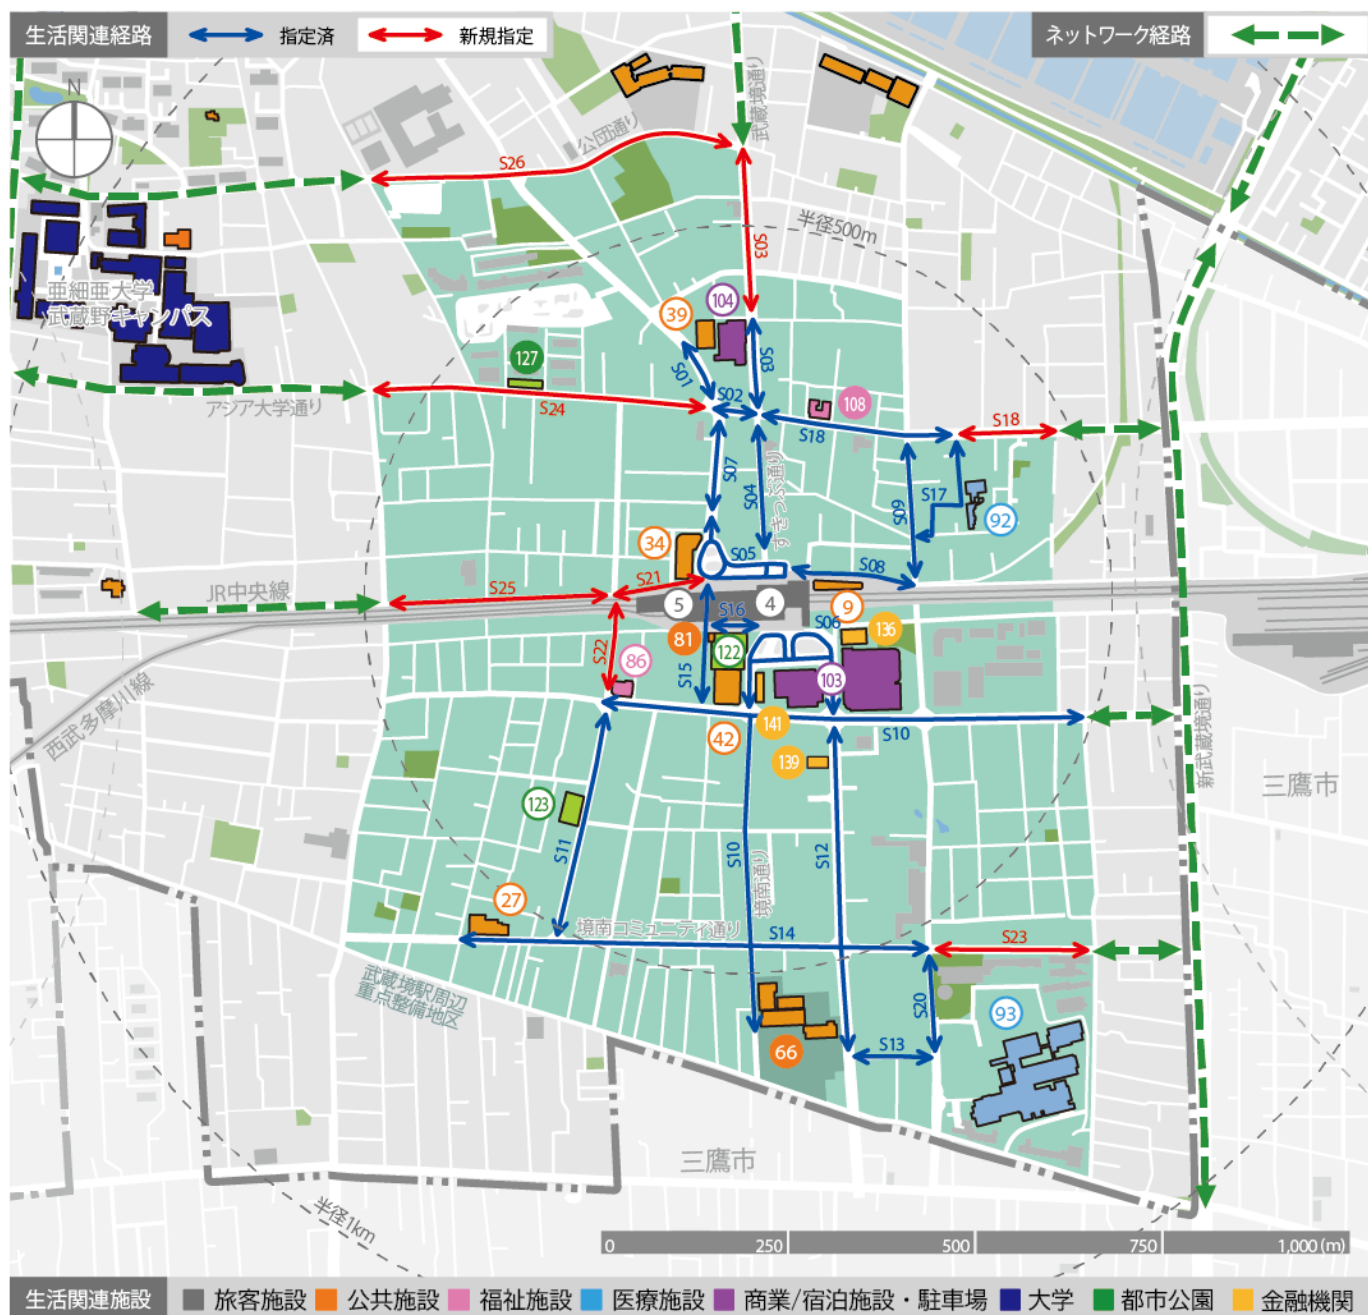 生活関連経路 指定済 新規指定
ネットワーク経路
N
武蔵境通り
公団通り
S26
半径500m
S03
亜細亜大学
武蔵野キャンパス
104
39
S03
S01
127
S02
108
アジア大学通り
S24
S18
S18
S07
S04
すきっぷ通り
S09
S17
92
34
S05
S08
JR中央線
S25
S21
5
S16
4
9
S06
136
81
122
S22
86
S15
103
西武多摩川線
42
141
S10
139
新武蔵境通り
三鷹市
123
S11
S10
境南通り
S12
27
境南コミュニティ通り
S14
S23
武蔵境駅周辺
重点整備地区
S20
93
66
S13
三鷹市
半径1km
0 250 500 750 1,000(m)
生活関連施設 旅客施設 公共施設 福祉施設 医療施設 商業/宿泊施設・駐車場 大学 都市公園 金融機関